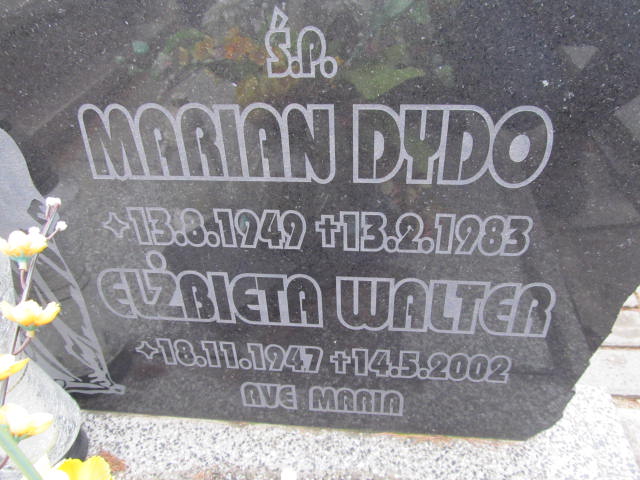 Ś.P.
MARIAN DYDO
✦13.8.1949 ✝13.2.1983
ELŻBIETA WALTER
✦18.11.1947 ✝14.5.2002
AVE MARIA